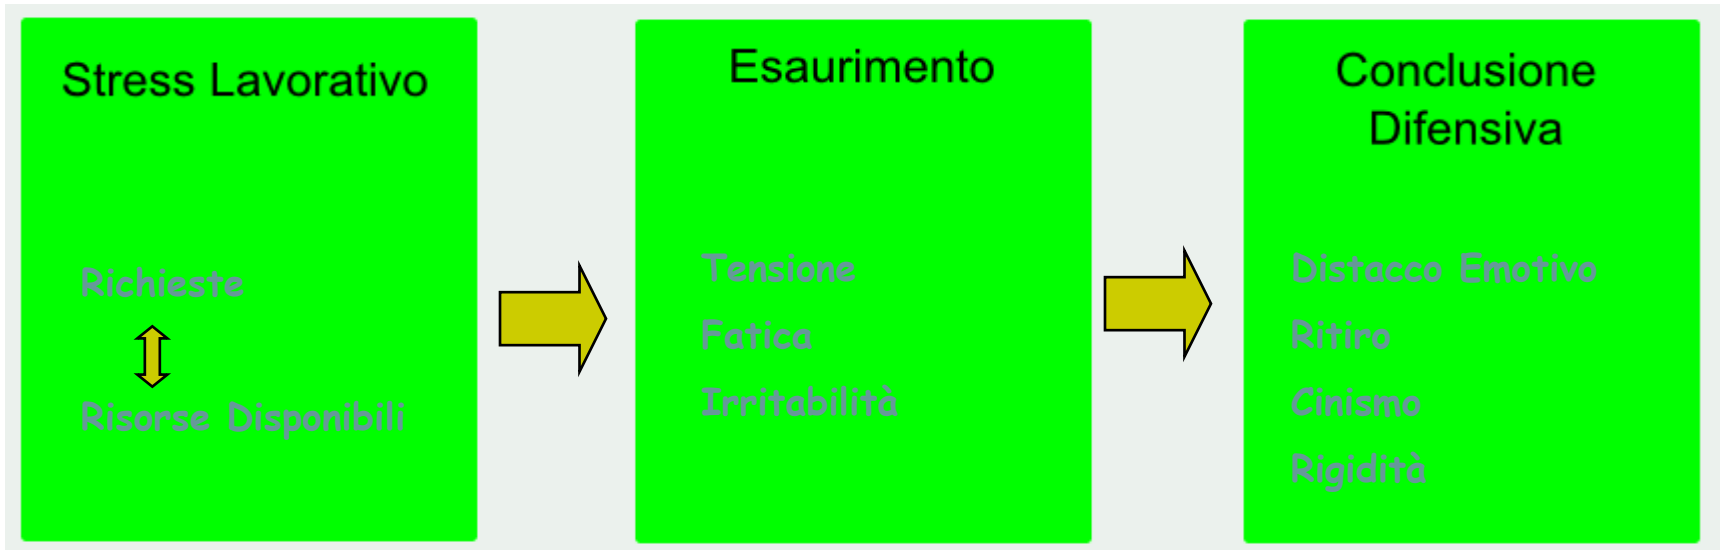 Stress Lavorativo
Richieste
Risorse Disponibili
Esaurimento
Tensione
Fatica
Irritabilità
Conclusione
Difensiva
Distacco Emotivo
Ritiro
Cinismo
Rigidità